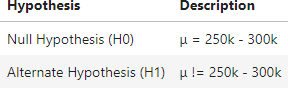 Hypothesis Description
Null Hypothesis (H0) μ = 250k - 300k
Alternate Hypothesis (H1) μ != 250k - 300k